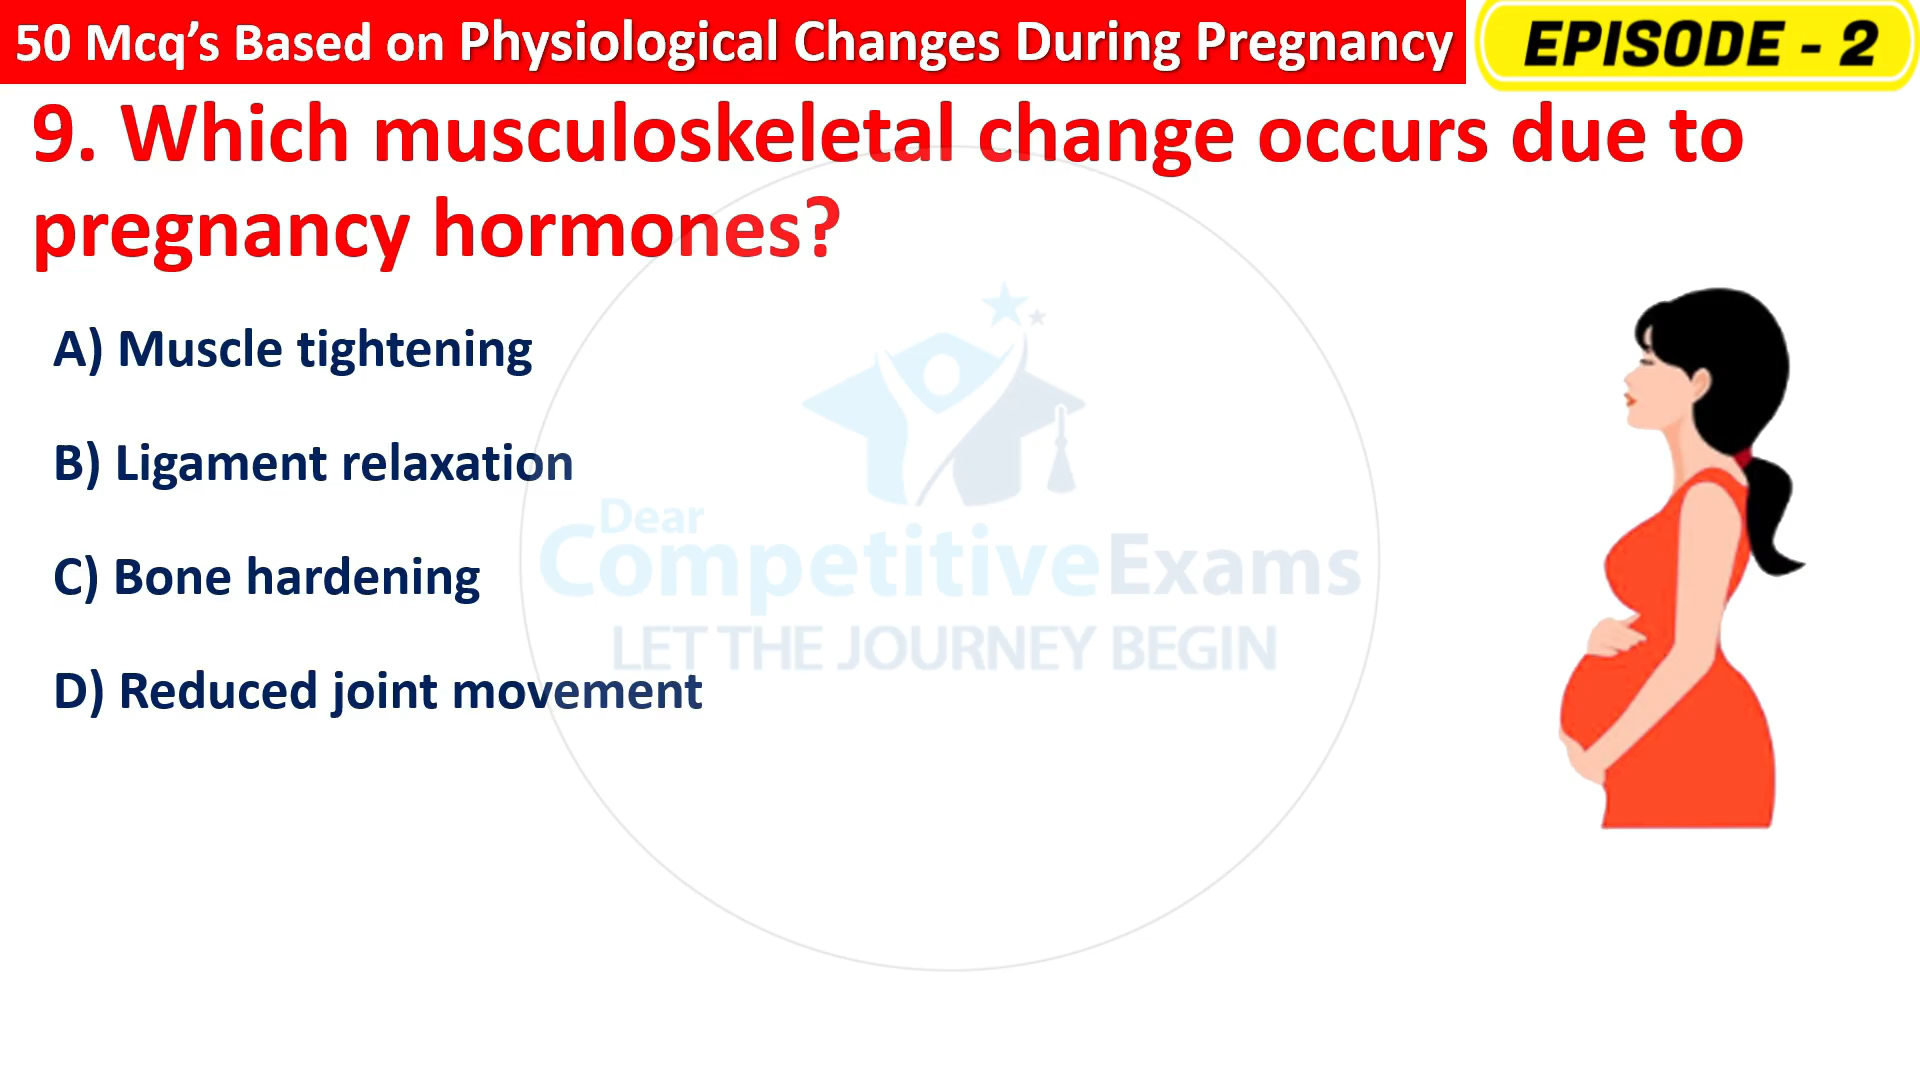 50 Mcq’s Based on Physiological Changes During Pregnancy
EPISODE - 2
9. Which musculoskeletal change occurs due to
pregnancy hormones?
A) Muscle tightening
B) Ligament relaxation
C) Bone hardening
D) Reduced joint movement
Dear
CompetitiveExams
LET THE JOURNEY BEGIN